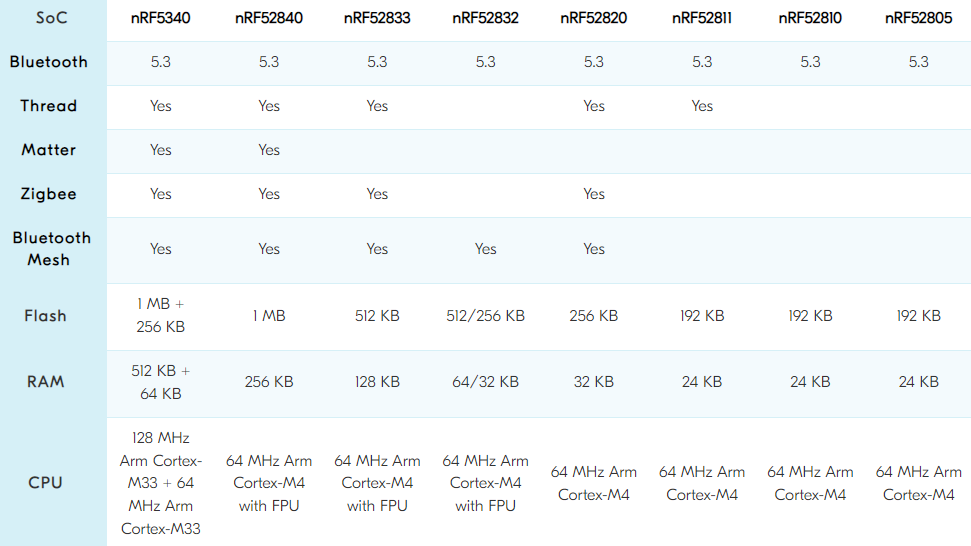 SoC nRF5340 nRF52840 nRF52833 nRF52832 nRF52820 nRF52811 nRF52810 nRF52805
Bluetooth 5.3 5.3 5.3 5.3 5.3 5.3 5.3 5.3
Thread Yes Yes Yes Yes Yes
Matter Yes Yes
Zigbee Yes Yes Yes Yes
Bluetooth
Mesh Yes Yes Yes Yes Yes
Flash 1 MB +
256 KB 1 MB 512 KB 512/256 KB 256 KB 192 KB 192 KB 192 KB
RAM 512 KB +
64 KB 256 KB 128 KB 64/32 KB 32 KB 24 KB 24 KB 24 KB
CPU 128 MHz
Arm Cortex-
M33 + 64
MHz Arm
Cortex-M33
64 MHz Arm
Cortex-M4
with FPU
64 MHz Arm
Cortex-M4
with FPU
64 MHz Arm
Cortex-M4
with FPU
64 MHz Arm
Cortex-M4
64 MHz Arm
Cortex-M4
64 MHz Arm
Cortex-M4
64 MHz Arm
Cortex-M4